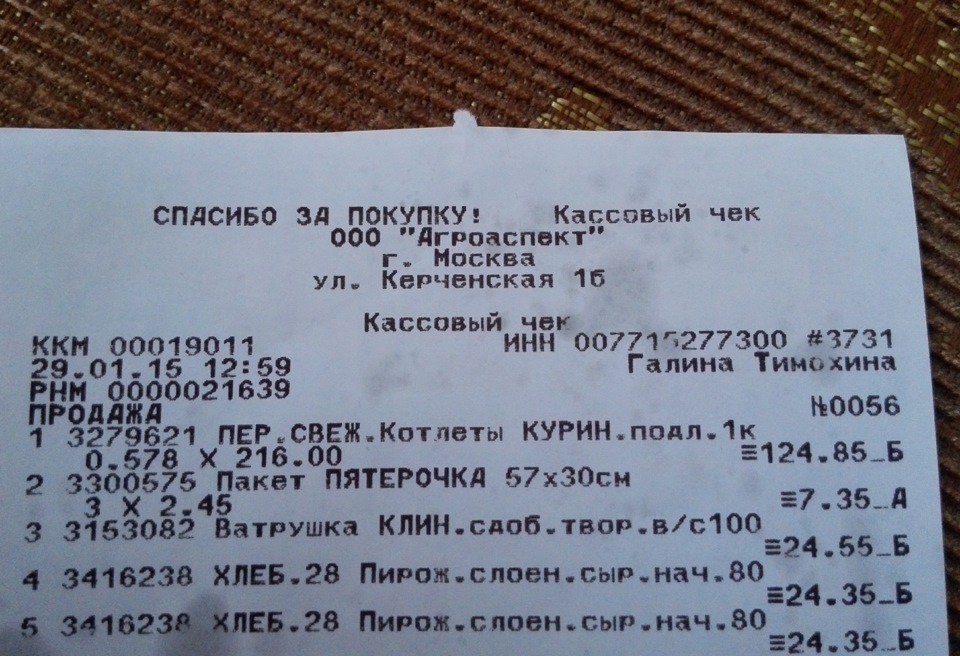 СПАСИБО ЗА ПОКУПКУ! Кассовый чек
ООО "Агроаспект"
г. Москва
ул. Керченская 1б
Кассовый чек
ККМ 00019011 ИНН 007715277300 #3731
29.01.15 12:59 Галина Тимохина
РНМ 0000021639
ПРОДАЖА №0056
1 3279621 ПЕР.СВЕЖ.Котлеты КУРИН.подл.1к
0.578 X 216.00 ≡124.85_Б
2 3300575 Пакет ПЯТЕРОЧКА 57х30см
3 X 2.45 ≡7.35_А
3 3153082 Ватрушка КЛИН.сдоб.твор.в/с100
≡24.55_Б
4 3416238 ХЛЕБ.28 Пирож.слоен.сыр.нач.80
≡24.35_Б
5 3416238 ХЛЕБ.28 Пирож.слоен.сыр.нач.80
≡24.35_Б